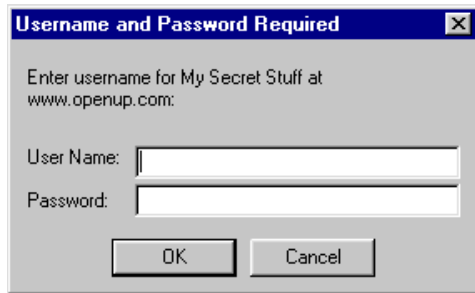 Username and Password Required
Enter username for My Secret Stuff at
www.openup.com:
User Name:
Password:
OK Cancel